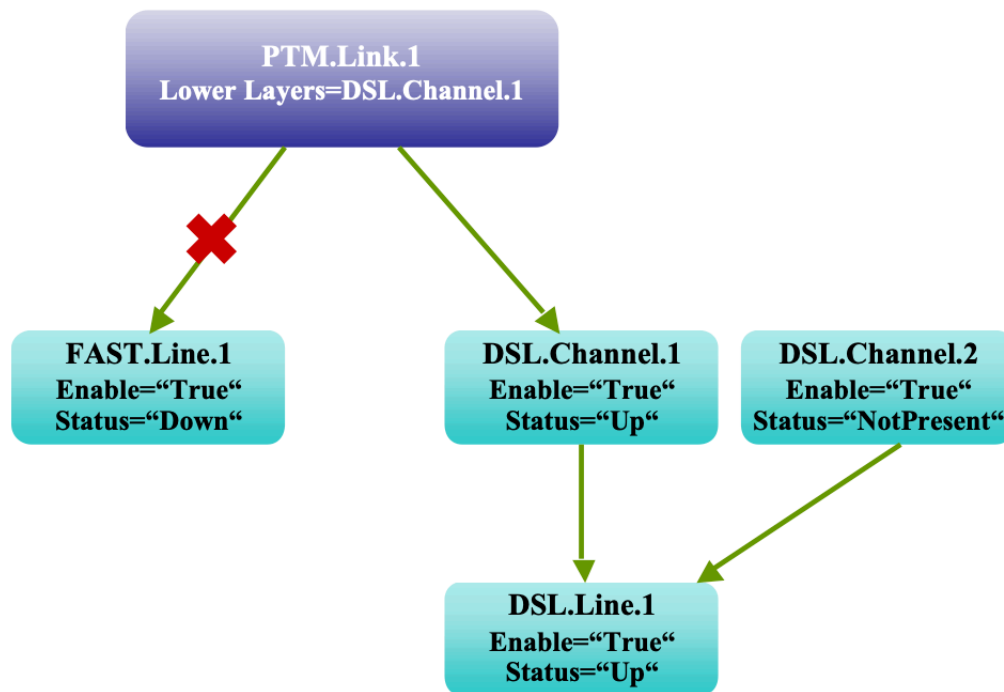 PTM.Link.1
Lower Layers=DSL.Channel.1
FAST.Line.1
Enable=“True“
Status=“Down“
DSL.Channel.1
Enable=“True“
Status=“Up“
DSL.Channel.2
Enable=“True“
Status=“NotPresent“
DSL.Line.1
Enable=“True“
Status=“Up“